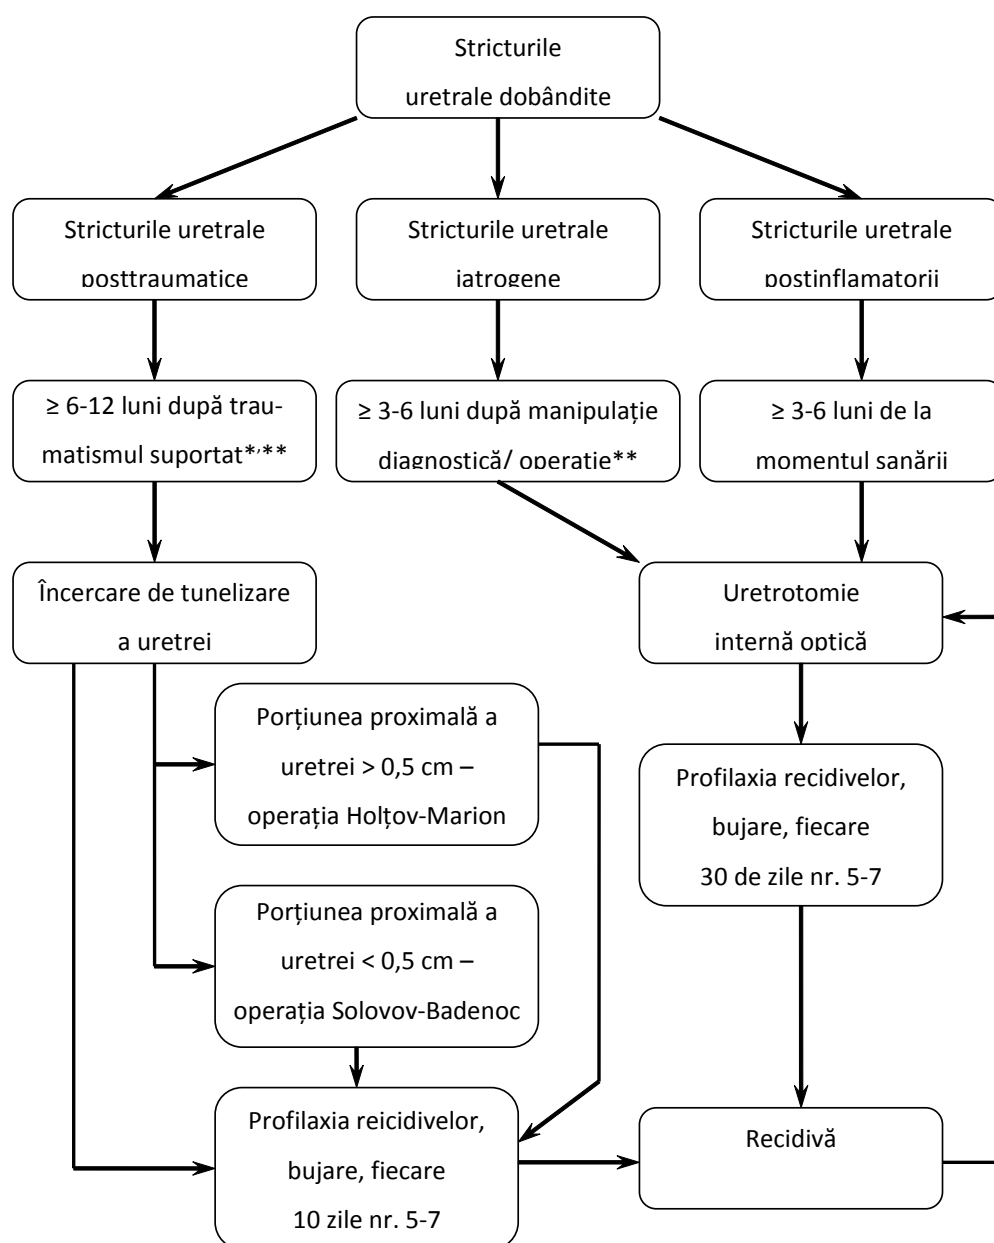 Stricturile
uretrale dobândite
Stricturile uretrale
posttraumatice
Stricturile uretrale
iatrogene
Stricturile uretrale
postinflamatorii
≥ 6-12 luni după trau-
matismul suportat*,**
≥ 3-6 luni după manipulație
diagnostică/ operație**
≥ 3-6 luni de la
momentul sanării
Încercare de tunelizare
a uretrei
Uretrotomie
internă optică
Porțiunea proximală a
uretrei > 0,5 cm –
operația Holțov-Marion
Profilaxia recidivelor,
bujare, fiecare
30 de zile nr. 5-7
Porțiunea proximală a
uretrei < 0,5 cm –
operația Solovov-Badenoc
Profilaxia reicidivelor,
bujare, fiecare
10 zile nr. 5-7
Recidivă